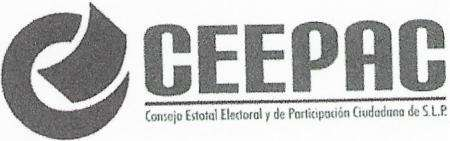 CEEPAC
Consejo Estatal Electoral y de Participación Ciudadana de S.L.P.